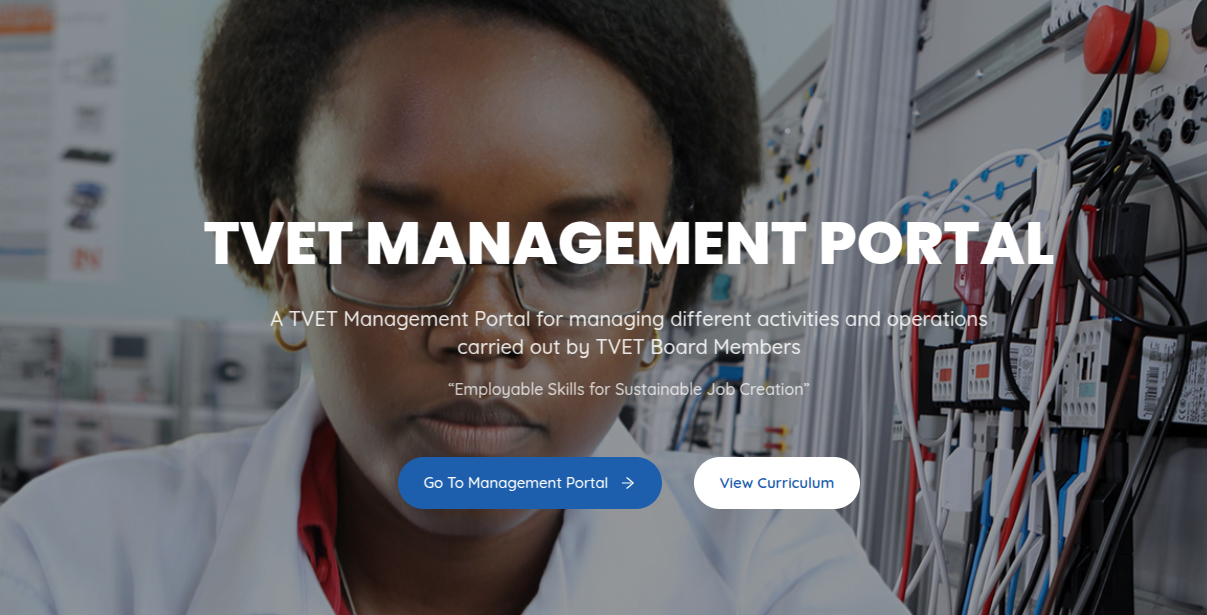 TVET MANAGEMENT PORTAL
A TVET Management Portal for managing different activities and operations
carried out by TVET Board Members
“Employable Skills for Sustainable Job Creation”
Go To Management Portal
View Curriculum